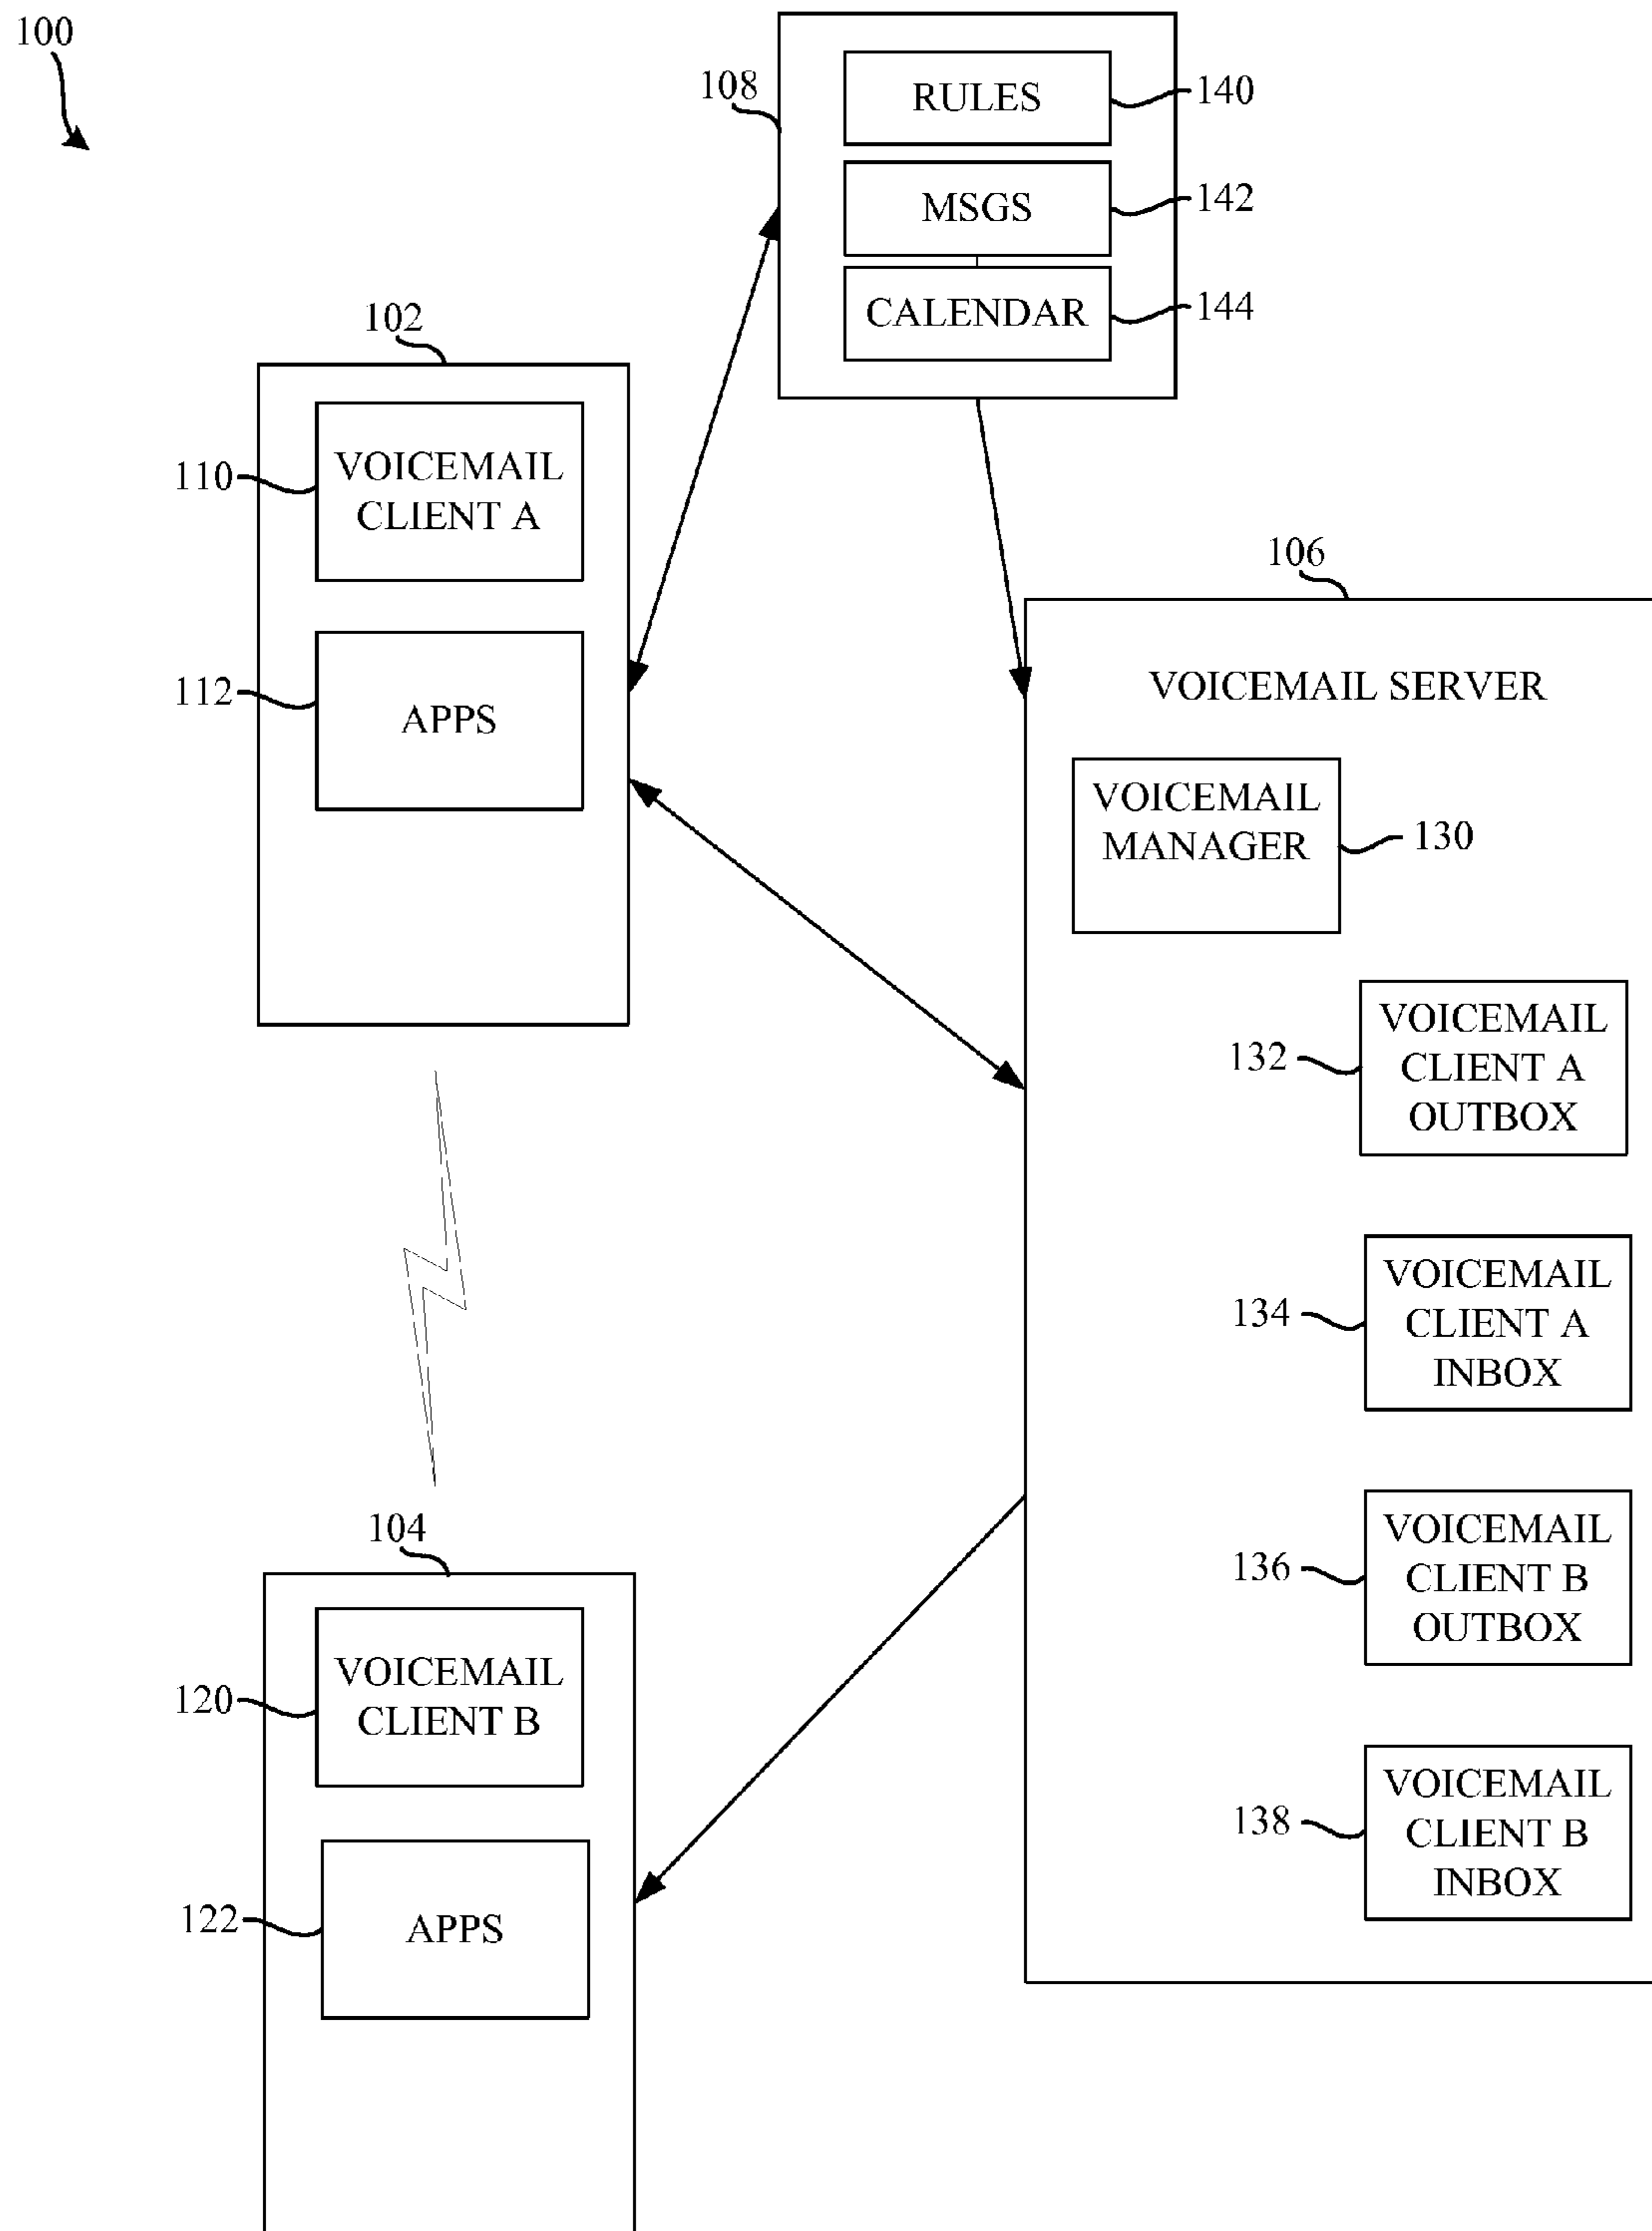 100
108
RULES
140
MSGS
142
CALENDAR
144
102
110
VOICEMAIL
CLIENT A
112
APPS
106
VOICEMAIL SERVER
VOICEMAIL
MANAGER
130
132
VOICEMAIL
CLIENT A
OUTBOX
134
VOICEMAIL
CLIENT A
INBOX
136
VOICEMAIL
CLIENT B
OUTBOX
138
VOICEMAIL
CLIENT B
INBOX
104
120
VOICEMAIL
CLIENT B
122
APPS